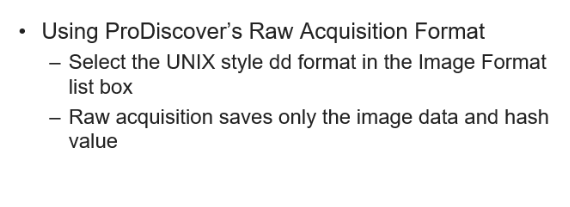 • Using ProDiscover’s Raw Acquisition Format
– Select the UNIX style dd format in the Image Format
list box
– Raw acquisition saves only the image data and hash
value